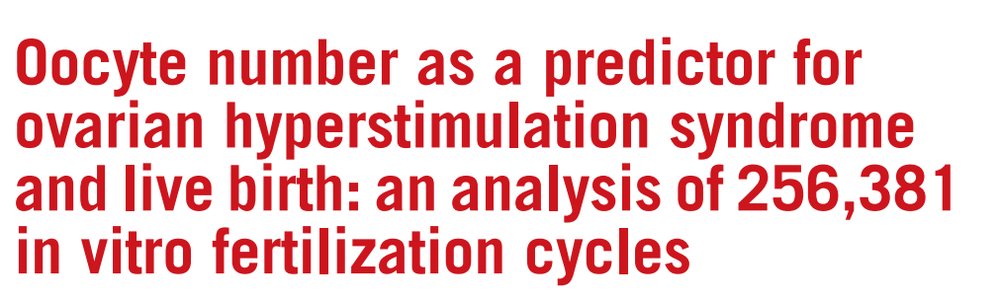 Oocyte number as a predictor for
ovarian hyperstimulation syndrome
and live birth: an analysis of 256,381
in vitro fertilization cycles